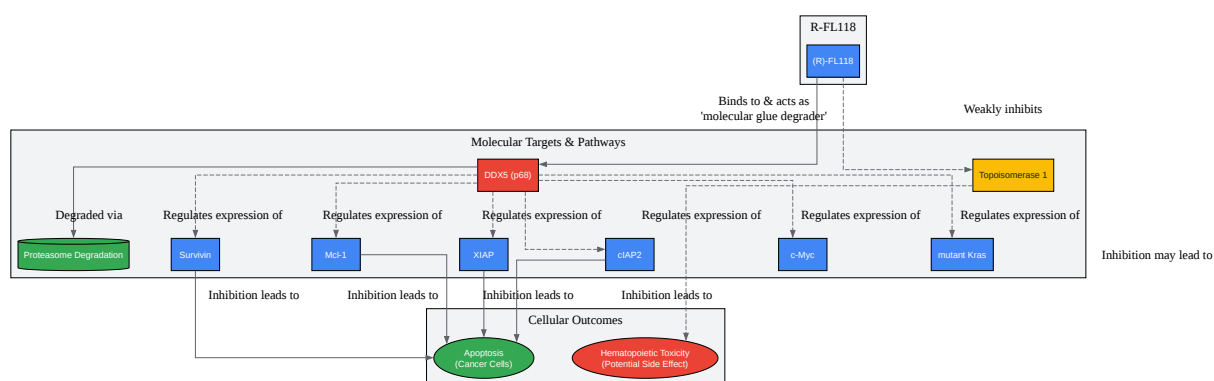 R-FL118
(R)-FL118
Binds to & acts as
'molecular glue degrader'
Weakly inhibits
Molecular Targets & Pathways
DDX5 (p68)
Topoisomerase 1
Degraded via
Regulates expression of
Regulates expression of
Regulates expression of
Regulates expression of
Regulates expression of
Regulates expression of
Proteasome Degradation
Survivin
Mcl-1
XIAP
cIAP2
c-Myc
mutant Kras
Inhibition may lead to
Inhibition leads to
Inhibition leads to
Inhibition leads to
Inhibition leads to
Cellular Outcomes
Apoptosis
(Cancer Cells)
Hematopoietic Toxicity
(Potential Side Effect)